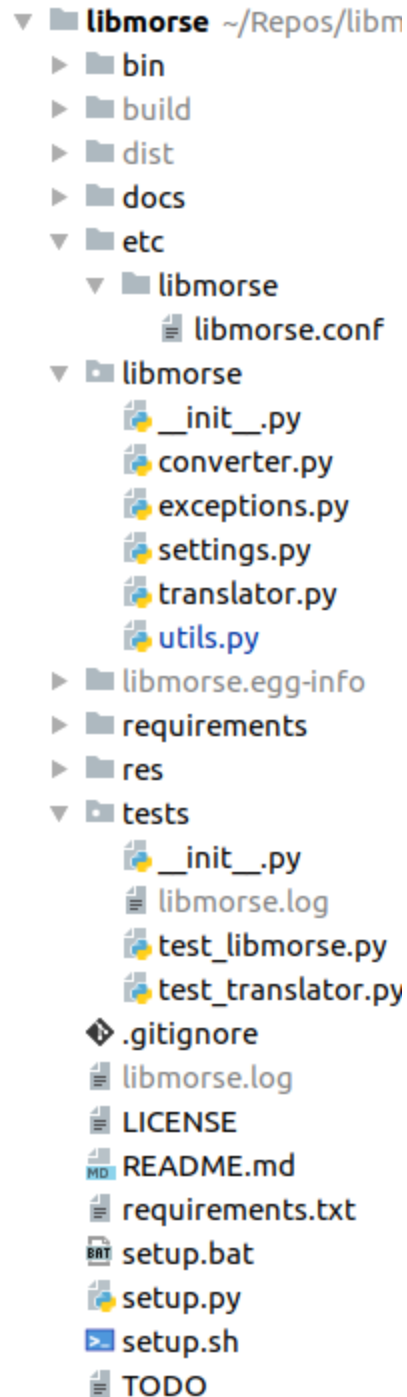 libmorse ~/Repos/libm
bin
build
dist
docs
etc
libmorse
libmorse.conf
libmorse
__init__.py
converter.py
exceptions.py
settings.py
translator.py
utils.py
libmorse.egg-info
requirements
res
tests
__init__.py
libmorse.log
test_libmorse.py
test_translator.py
.gitignore
libmorse.log
LICENSE
MD README.md
requirements.txt
BAT setup.bat
setup.py
>_ setup.sh
TODO